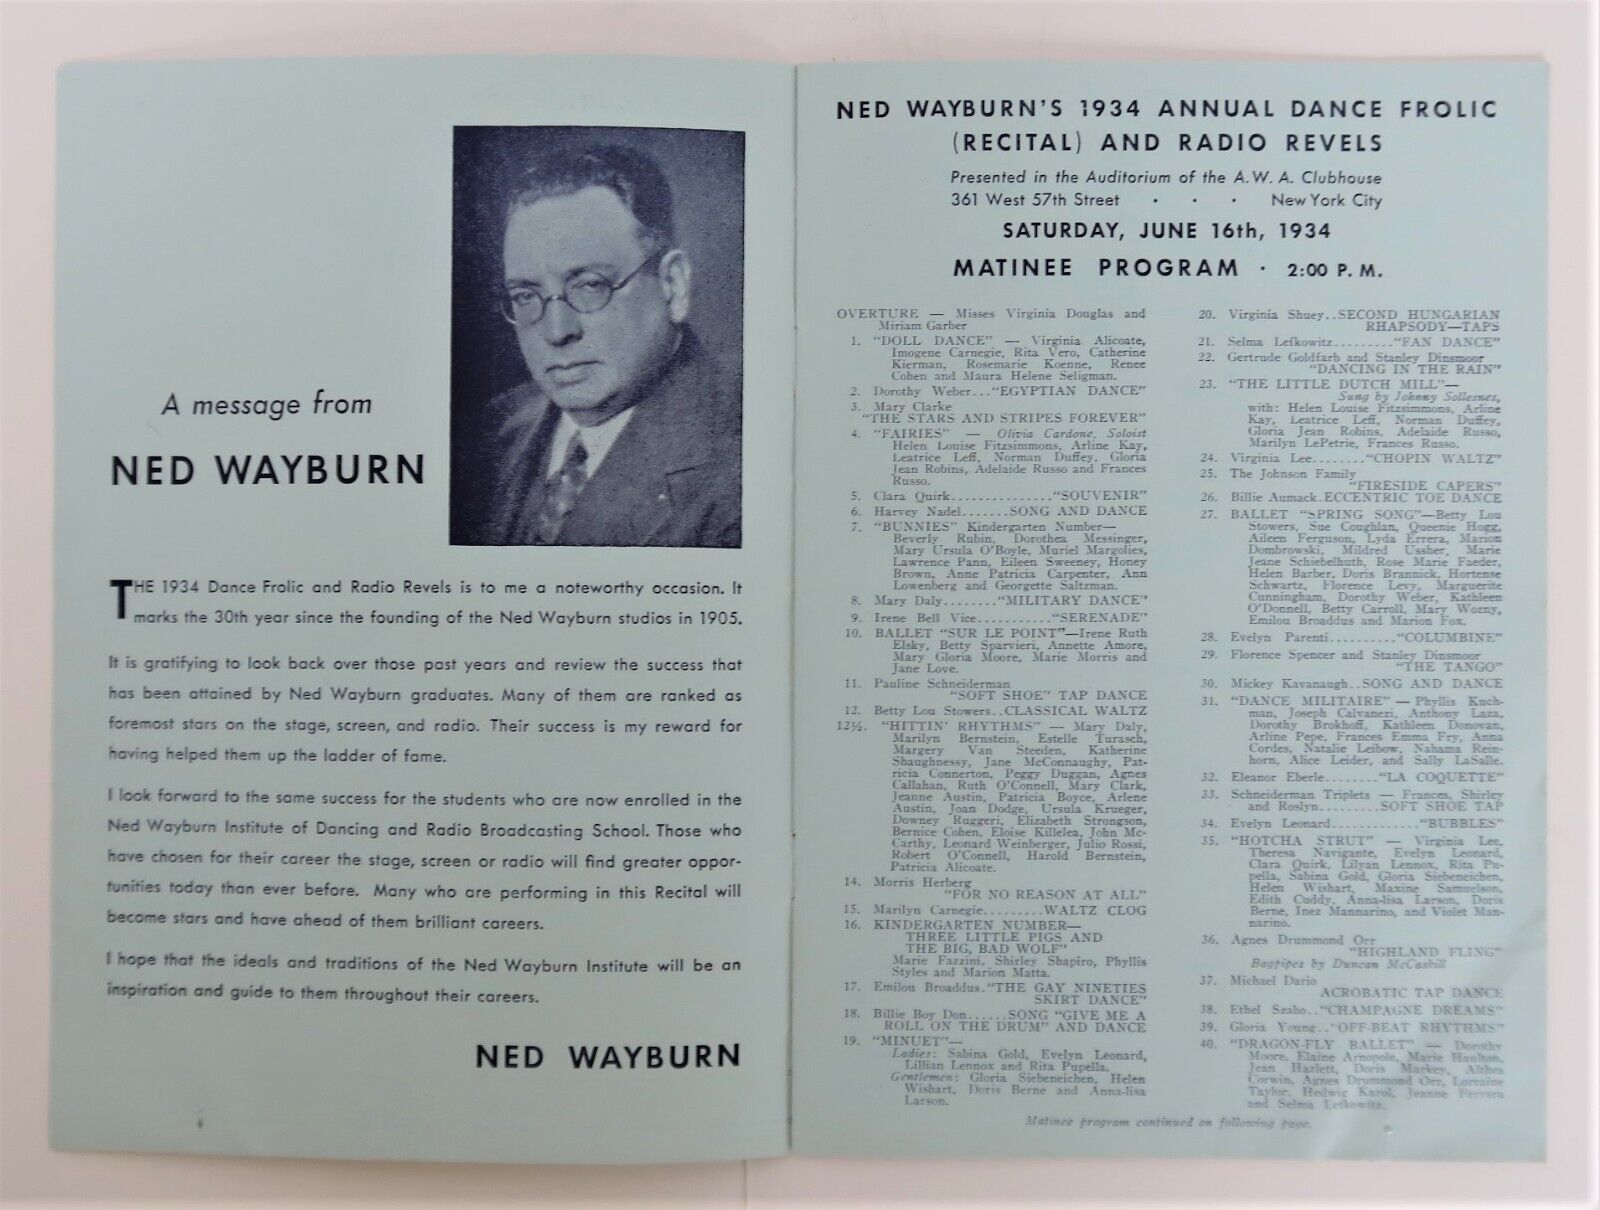 A message from
NED WAYBURN
THE 1934 Dance Frolic and Radio Revels is to me a noteworthy occasion. It
marks the 30th year since the founding of the Ned Wayburn studios in 1905.
It is gratifying to look back over those past years and review the success that
has been attained by Ned Wayburn graduates. Many of them are ranked as
foremost stars on the stage, screen, and radio. Their success is my reward for
having helped them up the ladder of fame.
I look forward to the same success for the students who are now enrolled in the
Ned Wayburn Institute of Dancing and Radio Broadcasting School. Those who
have chosen for their career the stage, screen or radio will find greater oppor-
tunities today than ever before. Many who are performing in this Recital will
become stars and have ahead of them brilliant careers.
I hope that the ideals and traditions of the Ned Wayburn Institute will be an
inspiration and guide to them throughout their careers.
NED WAYBURN
NED WAYBURN'S 1934 ANNUAL DANCE FROLIC
(RECITAL) AND RADIO REVELS
Presented in the Auditorium of the A. W. A. Clubhouse
361 West 57th Street · · · New York City
SATURDAY, JUNE 16th, 1934
MATINEE PROGRAM · 2:00 P. M.
OVERTURE — Misses Virginia Douglas and
Miriam Garber
1. "DOLL DANCE" — Virginia Alicoate,
Imogene Carnegie, Rita Vero, Catherine
Kierman, Rosemarie Koenne, Renee
Cohen and Maura Helene Seligman.
2. Dorothy Weber..."EGYPTIAN DANCE"
3. Mary Clarke
"THE STARS AND STRIPES FOREVER"
4. "FAIRIES" — Olivia Cardone, Soloist
Helen Louise Fitzsimmons, Arline Kay,
Leatrice Leff, Norman Duffey, Gloria
Jean Robins, Adelaide Russo and Frances
Russo.
5. Clara Quirk..............."SOUVENIR"
6. Harvey Nadel.......SONG AND DANCE
7. "BUNNIES" Kindergarten Number—
Beverly Rubin, Dorothea Messinger,
Mary Ursula O'Boyle, Muriel Margolies,
Lawrence Pann, Eileen Sweeney, Honey
Brown, Anne Patricia Carpenter, Ann
Lowenberg and Georgette Saltzman.
8. Mary Daly........"MILITARY DANCE"
9. Irene Bell Vice..........."SERENADE"
10. BALLET "SUR LE POINT"—Irene Ruth
Elsky, Betty Sparvieri, Annette Amore,
Mary Gloria Moore, Marie Morris and
Jane Love.
11. Pauline Schneiderman
"SOFT SHOE" TAP DANCE
12. Betty Lou Stowers..CLASSICAL WALTZ
12½. "HITTIN' RHYTHMS" — Mary Daly,
Marilyn Bernstein, Estelle Turasch,
Margery Van Steeden, Katherine
Shaughnessy, Jane McConnaughy, Pat-
ricia Connerton, Peggy Duggan, Agnes
Callahan, Ruth O'Connell, Mary Clark,
Jeanne Austin, Patricia Boyce, Arlene
Austin, Joan Dodge, Ursula Krueger,
Downey Ruggeri, Elizabeth Strongson,
Bernice Cohen, Eloise Killelea, John Mc-
Carthy, Leonard Weinberger, Julio Rossi,
Robert O'Connell, Harold Bernstein,
Patricia Alicoate.
14. Morris Herberg
"FOR NO REASON AT ALL"
15. Marilyn Carnegie.........WALTZ CLOG
16. KINDERGARTEN NUMBER—
THREE LITTLE PIGS AND
THE BIG, BAD WOLF"
Marie Fazzini, Shirley Shapiro, Phyllis
Styles and Marion Matta.
17. Emilou Broaddus."THE GAY NINETIES
SKIRT DANCE"
18. Billie Boy Don......SONG "GIVE ME A
ROLL ON THE DRUM" AND DANCE
19. "MINUET"—
Ladies: Sabina Gold, Evelyn Leonard,
Lillian Lennox and Rita Pupella.
Gentlemen: Gloria Siebeneichen, Helen
Wishart, Doris Berne and Anna-lisa
Larson.
20. Virginia Shuey..SECOND HUNGARIAN
RHAPSODY—TAPS
21. Selma Lefkowitz........."FAN DANCE"
22. Gertrude Goldfarb and Stanley Dinsmoor
"DANCING IN THE RAIN"
23. "THE LITTLE DUTCH MILL"—
Sung by Johnny Sollesnes,
with: Helen Louise Fitzsimmons, Arline
Kay, Leatrice Leff, Norman Duffey,
Gloria Jean Robins, Adelaide Russo,
Marilyn LePetrie, Frances Russo.
24. Virginia Lee........"CHOPIN WALTZ"
25. The Johnson Family
"FIRESIDE CAPERS"
26. Billie Aumack.ECCENTRIC TOE DANCE
27. BALLET "SPRING SONG"—Betty Lou
Stowers, Sue Coughlan, Queenie Hogg,
Aileen Ferguson, Lyda Errera, Marion
Dombrowski, Mildred Ussher, Marie
Jeane Schiebelhuth, Rose Marie Faeder,
Helen Barber, Doris Brannick, Hortense
Schwartz, Florence Levy, Marguerite
Cunningham, Dorothy Weber, Kathleen
O'Donnell, Betty Carroll, Mary Wozny,
Emilou Broaddus and Marion Fox.
28. Evelyn Parenti.........."COLUMBINE"
29. Florence Spencer and Stanley Dinsmoor
"THE TANGO"
30. Mickey Kavanaugh..SONG AND DANCE
31. "DANCE MILITAIRE" — Phyllis Kuch-
man, Joseph Calvanezi, Anthony Laza,
Dorothy Brokhoff, Kathleen Donovan,
Arline Pepe, Frances Emma Fry, Anna
Cordes, Natalie Leibow, Nahama Rein-
horn, Alice Leider, and Sally LaSalle.
32. Eleanor Eberle........"LA COQUETTE"
33. Schneiderman Triplets — Frances, Shirley
and Roslyn.........SOFT SHOE TAP
34. Evelyn Leonard............."BUBBLES"
35. "HOTCHA STRUT" — Virginia Lee,
Theresa Navigante, Evelyn Leonard,
Clara Quirk, Lilyan Lennox, Rita Pu-
pella, Sabina Gold, Gloria Siebeneichen,
Helen Wishart, Maxine Samuelson,
Edith Cuddy, Anna-lisa Larson, Doris
Berne, Inez Mannarino, and Violet Man-
narino.
36. Agnes Drummond Orr
"HIGHLAND FLING"
Bagpipes by Duncan McCaskill
37. Michael Dario
ACROBATIC TAP DANCE
38. Ethel Szabo.."CHAMPAGNE DREAMS"
39. Gloria Young.."OFF-BEAT RHYTHMS"
40. "DRAGON-FLY BALLET" — Dorothy
Moore, Elaine Arnopole, Marie Haulton,
Jean Hazlett, Doris Markey, Althea
Corwin, Agnes Drummond Orr, Lorraine
Taylor, Hedwig Karol, Jeanne Ferrara
and Selma Lefkowitz.
Matinee program continued on following page.